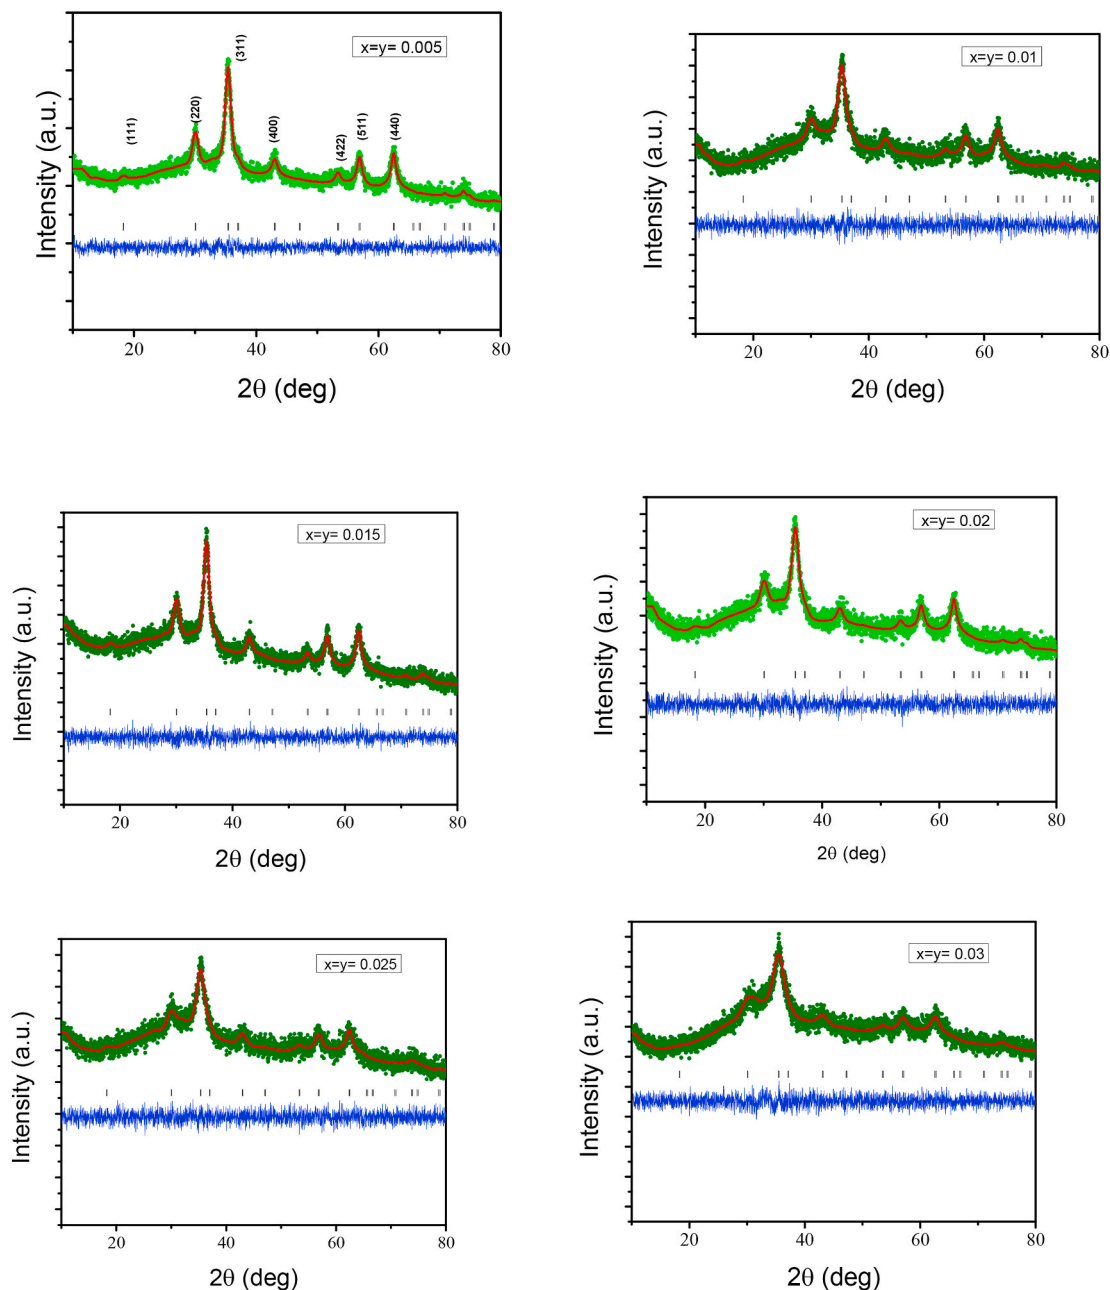 x=y= 0.005
(111)
(220)
(311)
(400)
(422)
(511)
(440)
Intensity (a.u.)
20 40 60 80
2θ (deg)
x=y= 0.01
Intensity (a.u.)
20 40 60 80
2θ (deg)
x=y= 0.015
Intensity (a.u.)
20 40 60 80
2θ (deg)
x=y= 0.02
Intensity (a.u.)
20 40 60 80
2θ (deg)
x=y= 0.025
Intensity (a.u.)
20 40 60 80
2θ (deg)
x=y= 0.03
Intensity (a.u.)
20 40 60 80
2θ (deg)